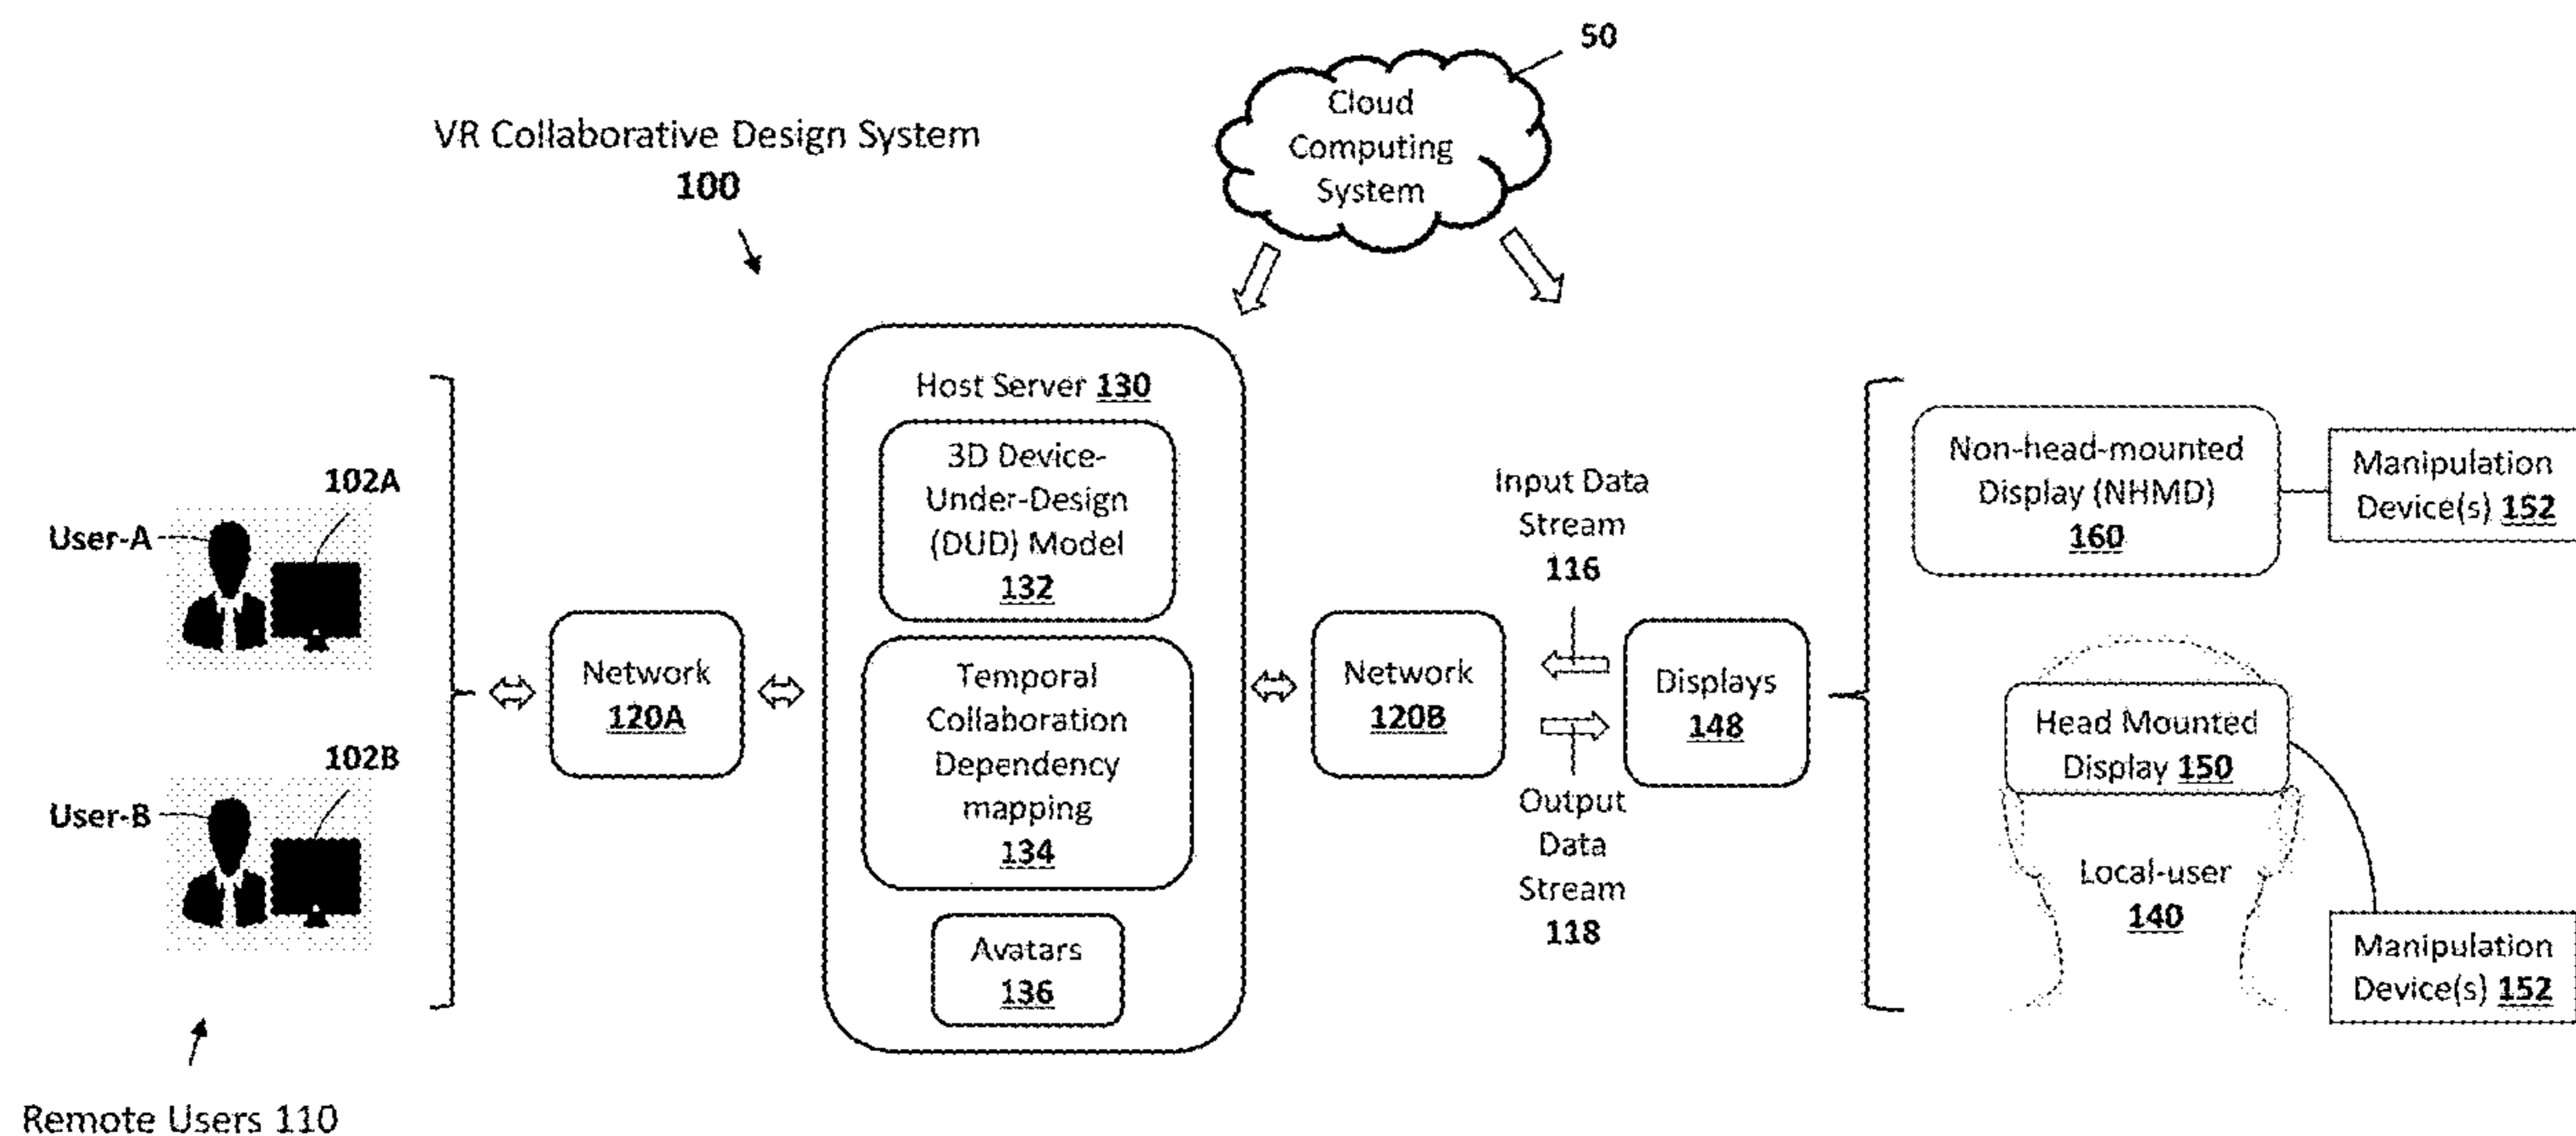 50
Cloud
Computing
System
VR Collaborative Design System
100
102A
User-A
102B
User-B
Remote Users 110
Network
120A
Host Server 130
3D Device-
Under-Design
(DUD) Model
132
Temporal
Collaboration
Dependency
mapping
134
Avatars
136
Network
120B
Input Data
Stream
116
Output
Data
Stream
118
Displays
148
Non-head-mounted
Display (NHMD)
160
Manipulation
Device(s) 152
Head Mounted
Display 150
Local-user
140
Manipulation
Device(s) 152